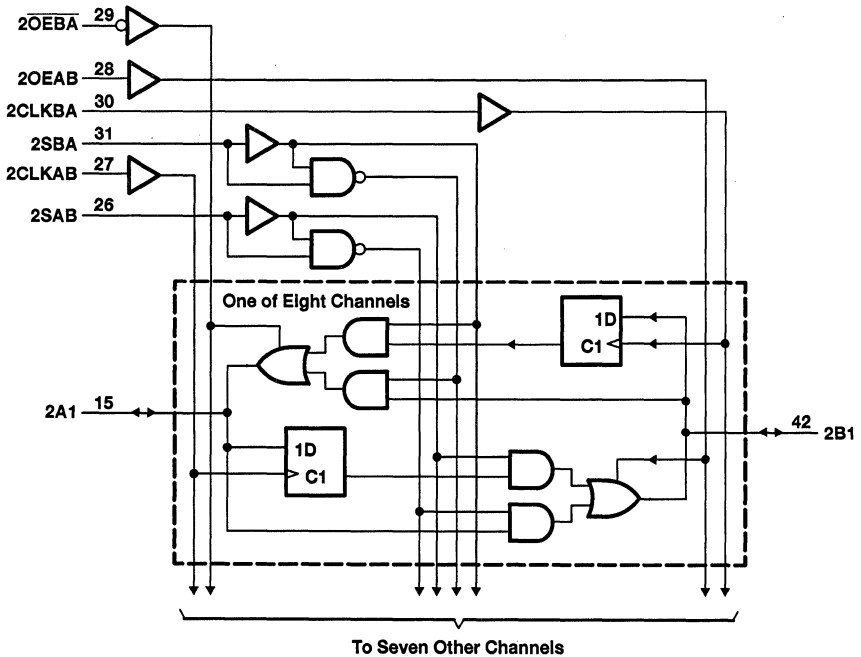 2O̅E̅B̅A̅ 29
2OEAB 28
2CLKBA 30
2SBA 31
2CLKAB 27
2SAB 26
One of Eight Channels
1D
C1
2A1 15
42 2B1
1D
C1
To Seven Other Channels